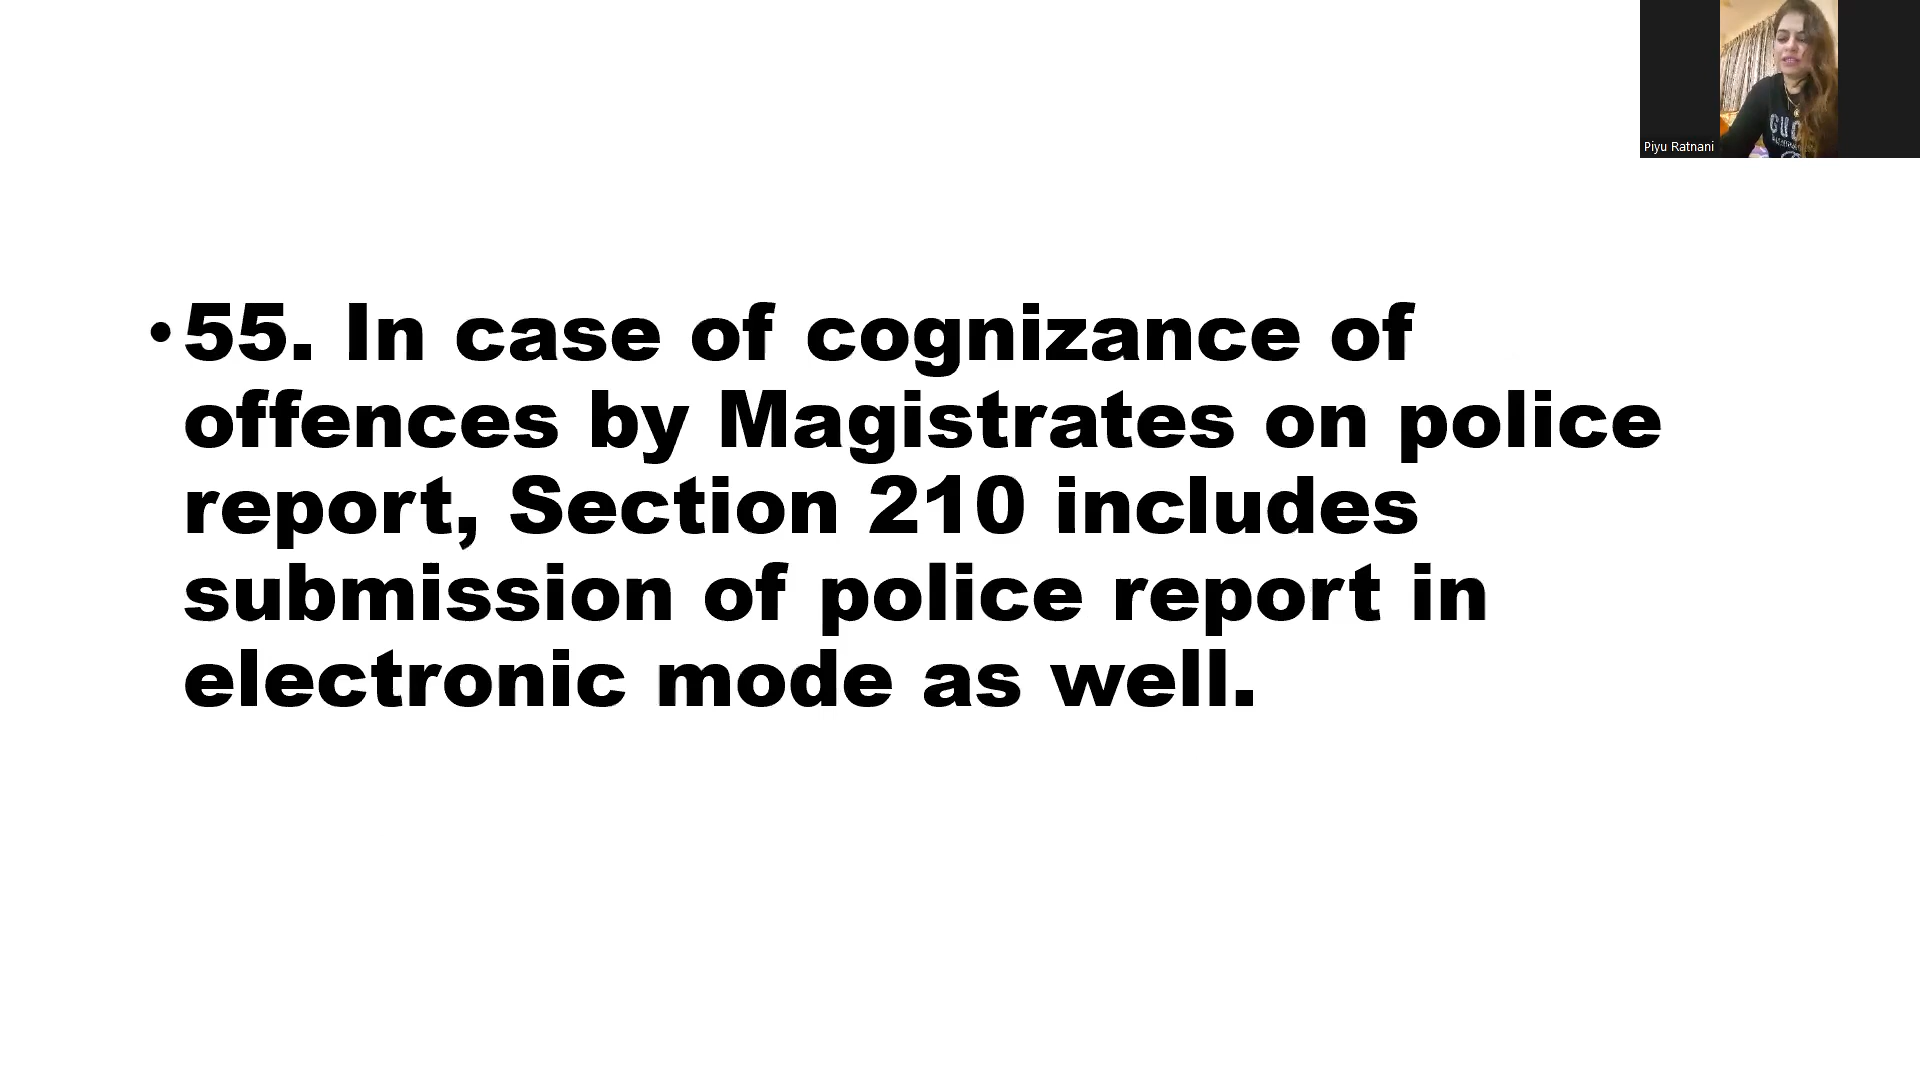 Piyu Ratnani
• 55. In case of cognizance of
offences by Magistrates on police
report, Section 210 includes
submission of police report in
electronic mode as well.